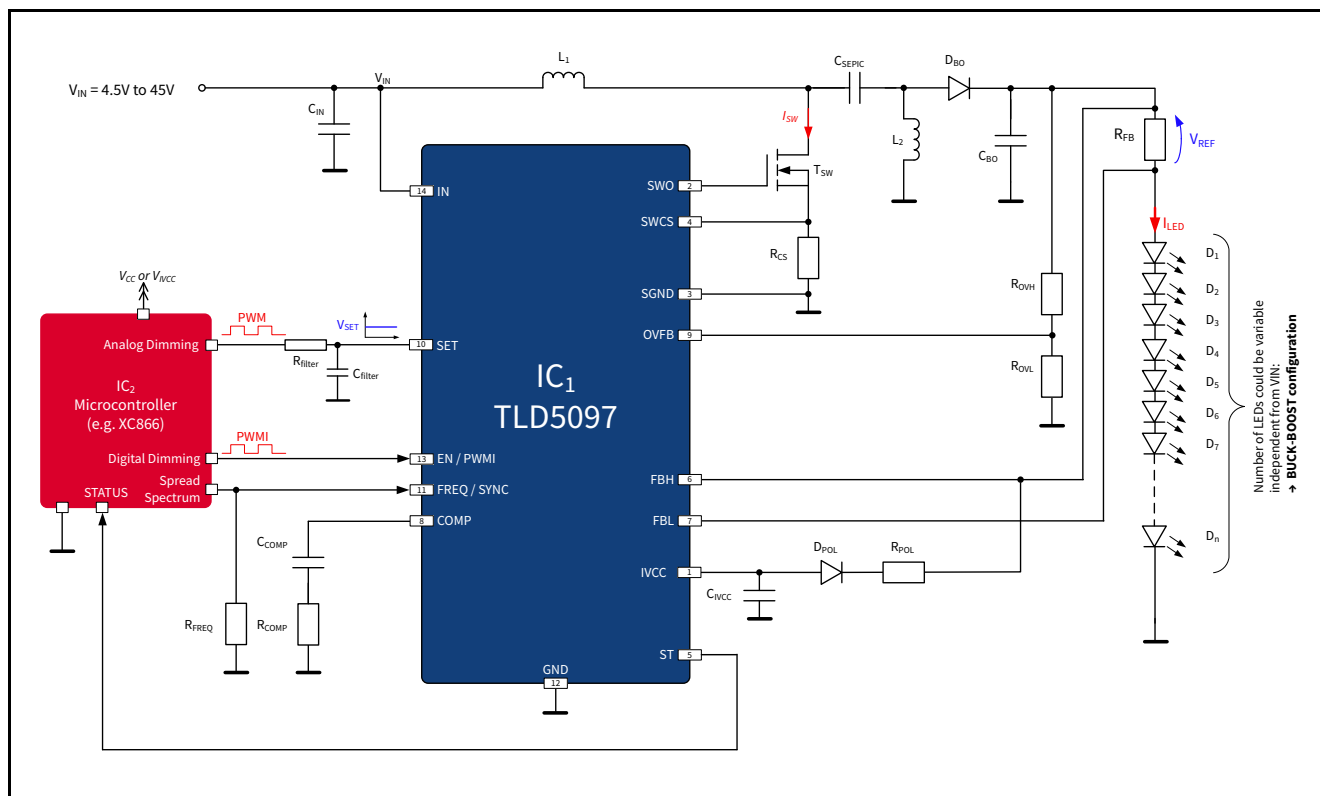 L1
CSEPIC
DBO
VIN = 4.5V to 45V
VIN
CIN
ISW
L2
CBO
RFB
VREF
TSW
14
IN
SWO
2
SWCS
4
RCS
ILED
SGND
3
ROVH
OVFB
9
ROVL
VCC or VIVCC
PWM
VSET
Analog Dimming
Rfilter
Cfilter
10
SET
IC2
Microcontroller
(e.g. XC866)
IC1
TLD5097
PWMI
Digital Dimming
13
EN / PWMI
Spread
Spectrum
STATUS
11
FREQ / SYNC
8
COMP
FBH
6
FBL
7
CCOMP
RCOMP
RFREQ
IVCC
1
CIVCC
DPOL
RPOL
ST
5
GND
12
D1
D2
D3
D4
D5
D6
D7
Dn
Number of LEDs could be variable
independent from VIN:
→ BUCK-BOOST configuration